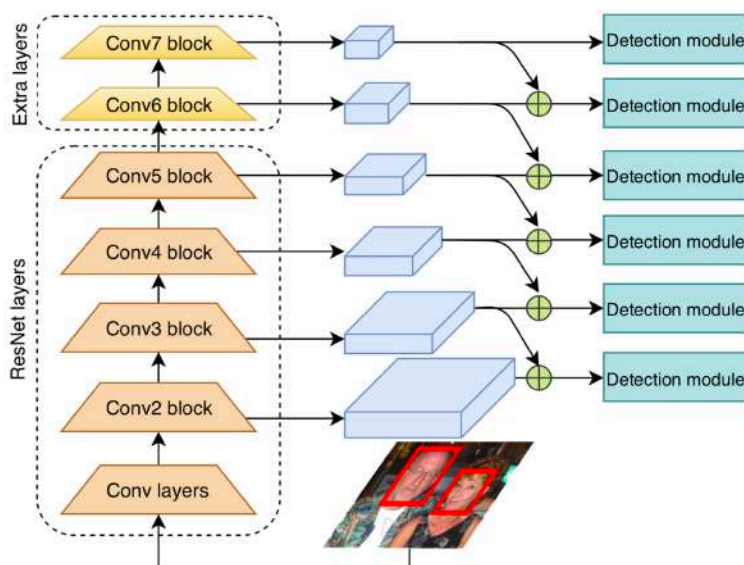 Extra layers
Conv7 block
Detection module
Conv6 block
Detection module
ResNet layers
Conv5 block
Detection module
Conv4 block
Detection module
Conv3 block
Detection module
Conv2 block
Detection module
Conv layers